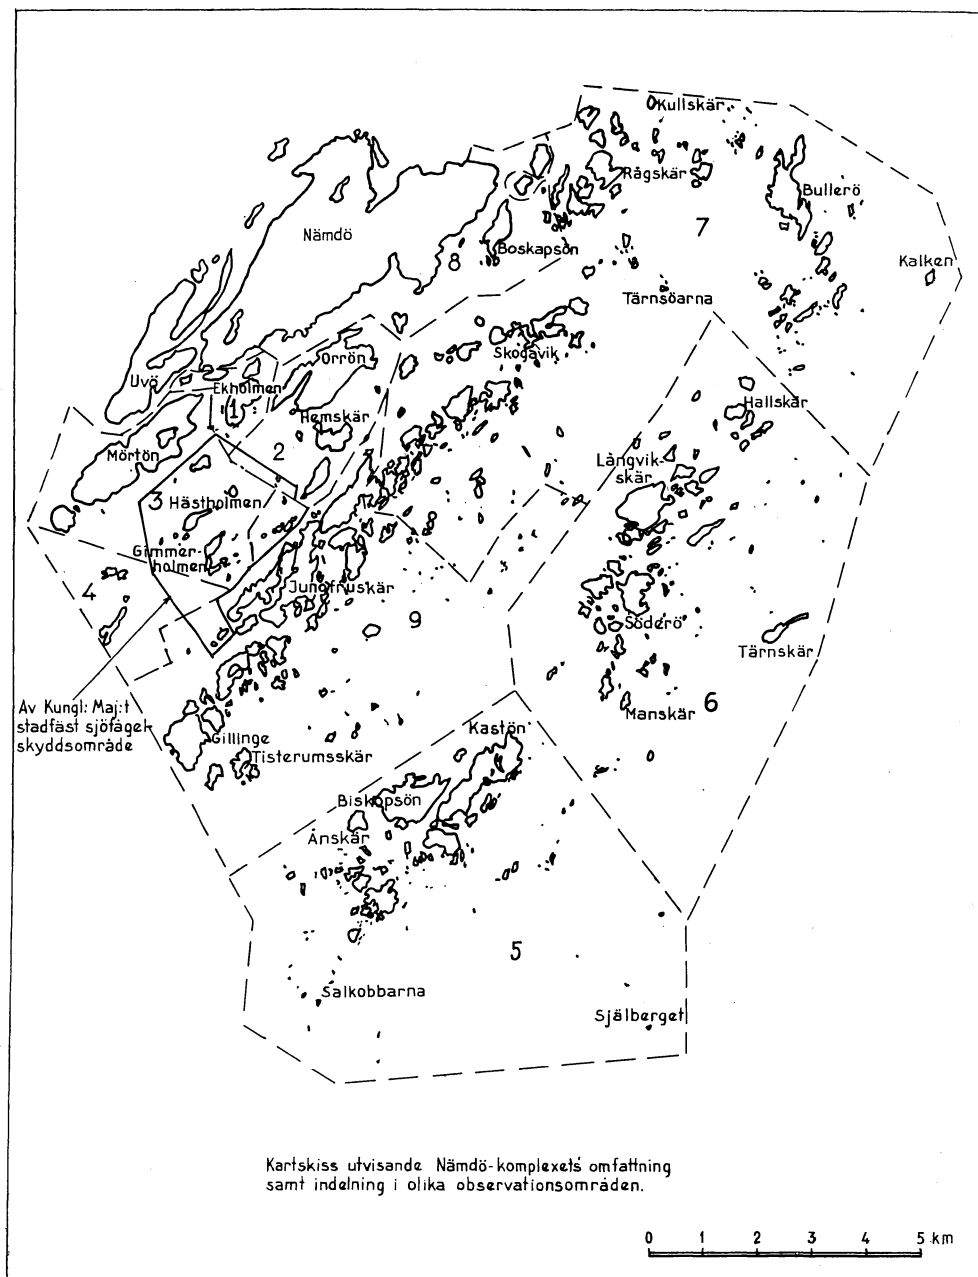 Kullskär
Rågskär
Bullerö
7
Nämdö
Boskapsön
8
Kalken
Tärnsöarna
Skogavik
Orrön
Uvö
Ekholmen
1
Hemskär
Hallskär
2
Mörtön
Långvik-
skär
3 Hästholmen
Gimmer-
holmen
4
Jungfruskär
9
Söderö
Tärnskär
6
Manskär
Av Kungl. Maj:t
stadfäst sjöfågel-
skyddsområde
Gillinge
Kastön
Tisterumsskär
Biskopsön
Ånskär
5
Salkobbarna
Själberget
Kartskiss utvisande Nämdö-komplexets omfattning
samt indelning i olika observationsområden.
0 1 2 3 4 5 km